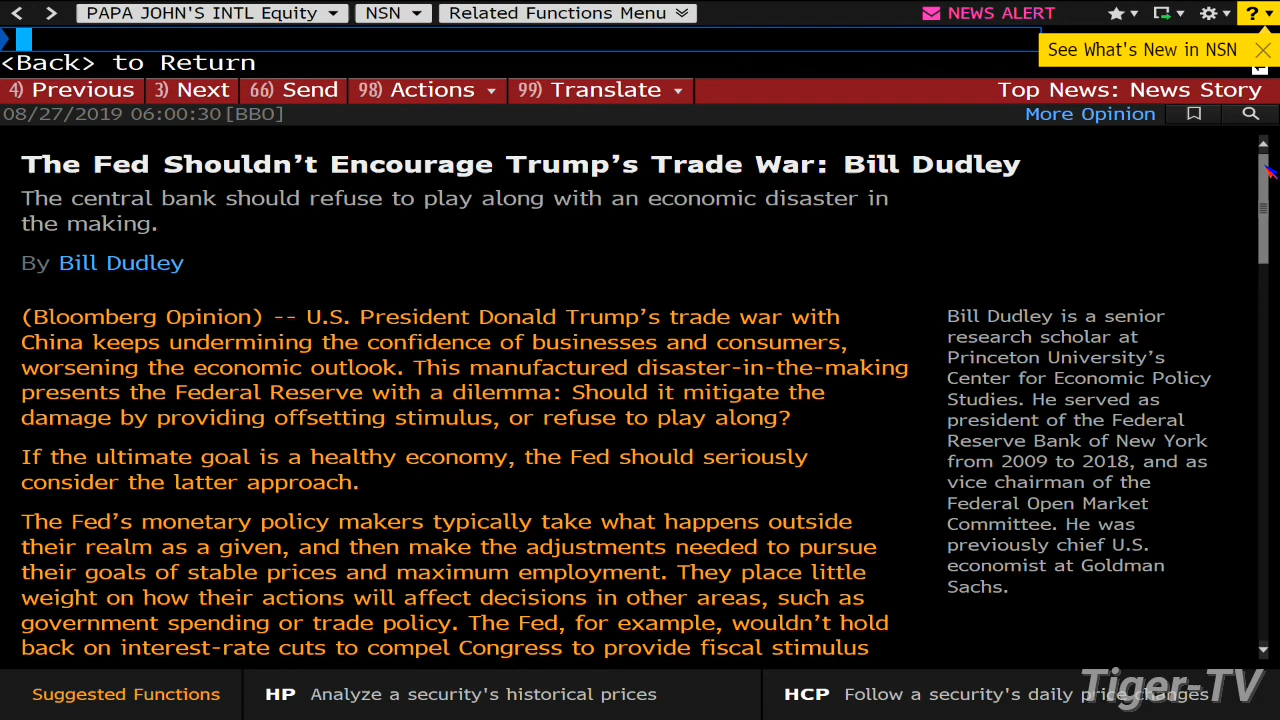 PAPA JOHN'S INTL Equity NSN Related Functions Menu NEWS ALERT ?
See What's New in NSN
<Back> to Return
4) Previous 3) Next 66) Send 98) Actions 99) Translate Top News: News Story
08/27/2019 06:00:30 [BBO] More Opinion
The Fed Shouldn't Encourage Trump's Trade War: Bill Dudley
The central bank should refuse to play along with an economic disaster in
the making.
By Bill Dudley
(Bloomberg Opinion) -- U.S. President Donald Trump's trade war with
China keeps undermining the confidence of businesses and consumers,
worsening the economic outlook. This manufactured disaster-in-the-making
presents the Federal Reserve with a dilemma: Should it mitigate the
damage by providing offsetting stimulus, or refuse to play along?
If the ultimate goal is a healthy economy, the Fed should seriously
consider the latter approach.
The Fed's monetary policy makers typically take what happens outside
their realm as a given, and then make the adjustments needed to pursue
their goals of stable prices and maximum employment. They place little
weight on how their actions will affect decisions in other areas, such as
government spending or trade policy. The Fed, for example, wouldn't hold
back on interest-rate cuts to compel Congress to provide fiscal stimulus
Bill Dudley is a senior
research scholar at
Princeton University's
Center for Economic Policy
Studies. He served as
president of the Federal
Reserve Bank of New York
from 2009 to 2018, and as
vice chairman of the
Federal Open Market
Committee. He was
previously chief U.S.
economist at Goldman
Sachs.
Suggested Functions HP Analyze a security's historical prices HCP Follow a security's daily price changes
Tiger-TV